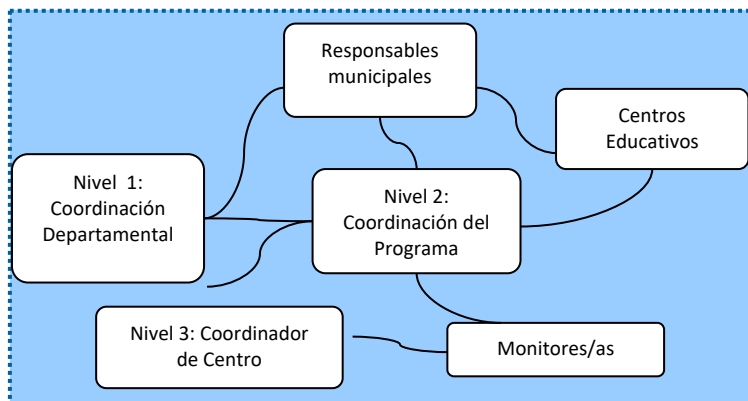 Responsables
municipales
Centros
Educativos
Nivel 1:
Coordinación
Departamental
Nivel 2:
Coordinación del
Programa
Nivel 3: Coordinador
de Centro
Monitores/as